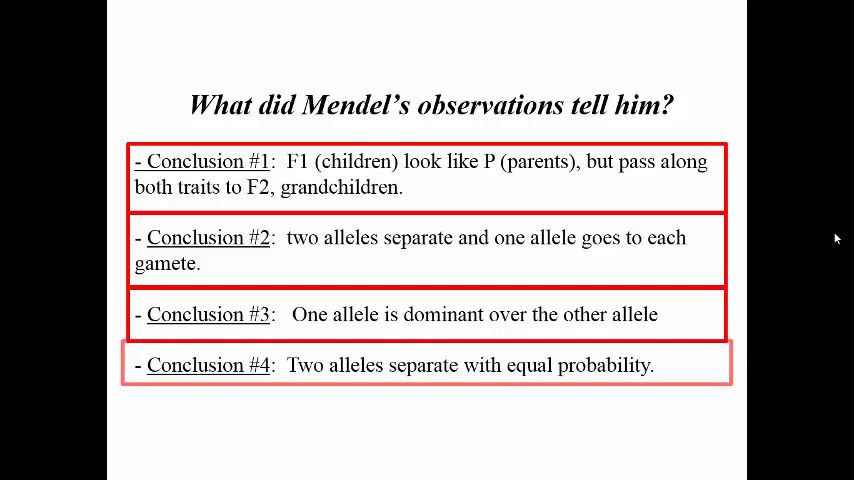 What did Mendel's observations tell him?
- Conclusion #1: F1 (children) look like P (parents), but pass along
both traits to F2, grandchildren.
- Conclusion #2: two alleles separate and one allele goes to each
gamete.
- Conclusion #3: One allele is dominant over the other allele
- Conclusion #4: Two alleles separate with equal probability.